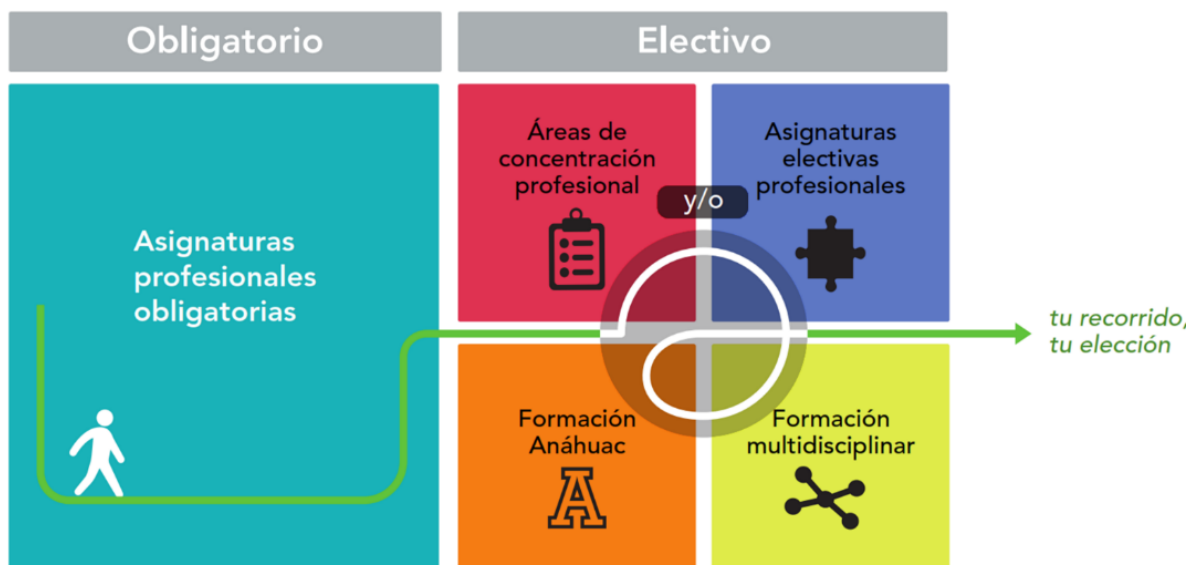 Obligatorio
Electivo
Asignaturas
profesionales
obligatorias
Áreas de
concentración
profesional
Asignaturas
electivas
profesionales
y/o
Formación
Anáhuac
A
Formación
multidisciplinar
tu recorrido,
tu elección